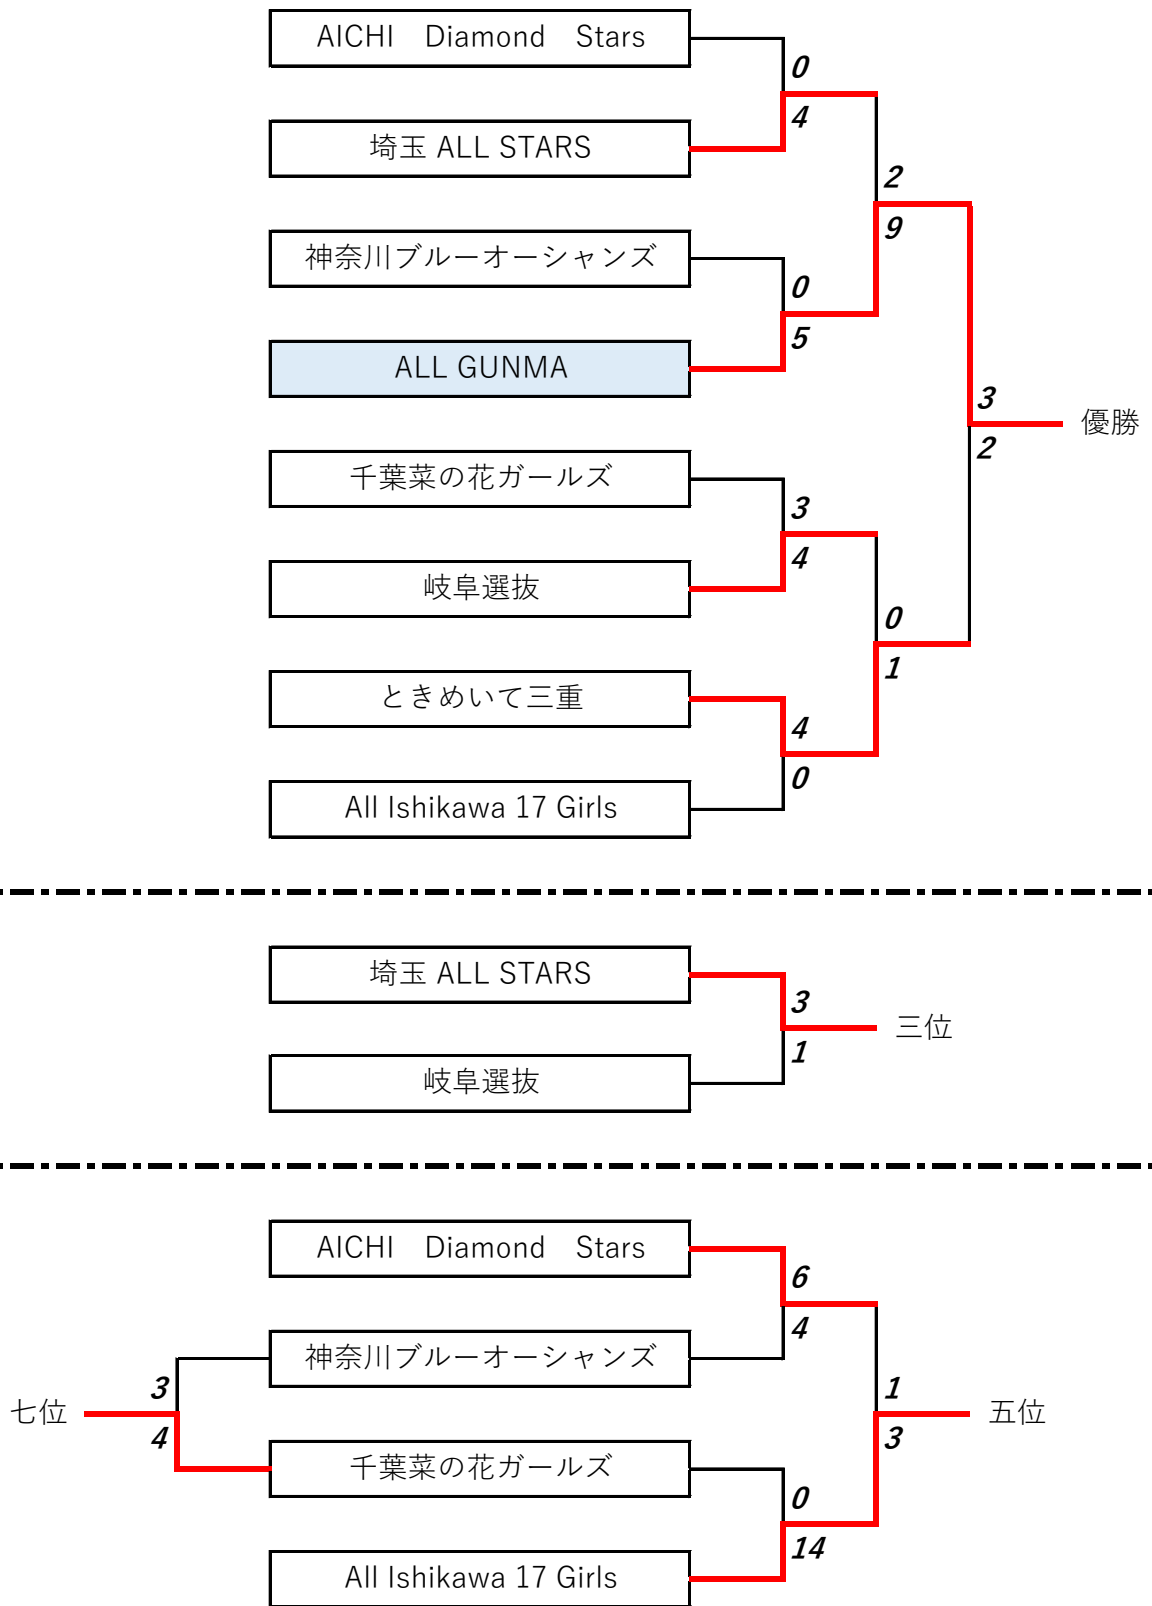 AICHI　Diamond　Stars
0
4
埼玉 ALL STARS
2
9
神奈川ブルーオーシャンズ
0
5
ALL GUNMA
3
2
優勝
千葉菜の花ガールズ
3
4
岐阜選抜
0
1
ときめいて三重
4
0
All Ishikawa 17 Girls
埼玉 ALL STARS
3
1
三位
岐阜選抜
AICHI　Diamond　Stars
6
4
神奈川ブルーオーシャンズ
3
4
七位
1
3
五位
千葉菜の花ガールズ
0
14
All Ishikawa 17 Girls